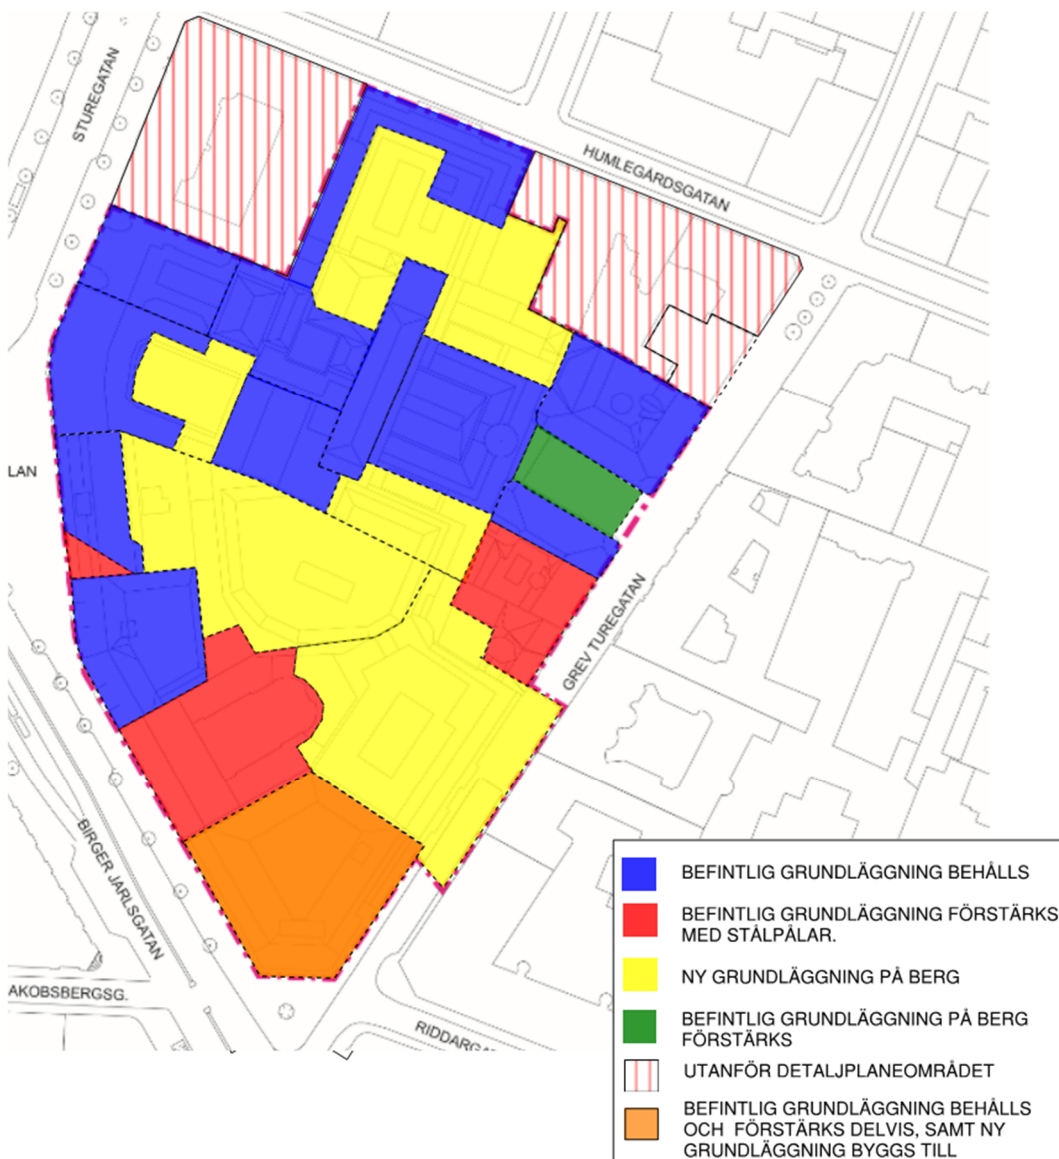 STUREGATAN
HUMLEGÅRDSGATAN
LAN
GREV TUREGATAN
BIRGER JARLSGATAN
AKOBSBERGSG.
RIDDARGA
BEFINTLIG GRUNDLÄGGNING BEHÅLLS
BEFINTLIG GRUNDLÄGGNING FÖRSTÄRKS
MED STÅLPÅLAR.
NY GRUNDLÄGGNING PÅ BERG
BEFINTLIG GRUNDLÄGGNING PÅ BERG
FÖRSTÄRKS
UTANFÖR DETALJPLANEOMRÅDET
BEFINTLIG GRUNDLÄGGNING BEHÅLLS
OCH FÖRSTÄRKS DELVIS, SAMT NY
GRUNDLÄGGNING BYGGS TILL